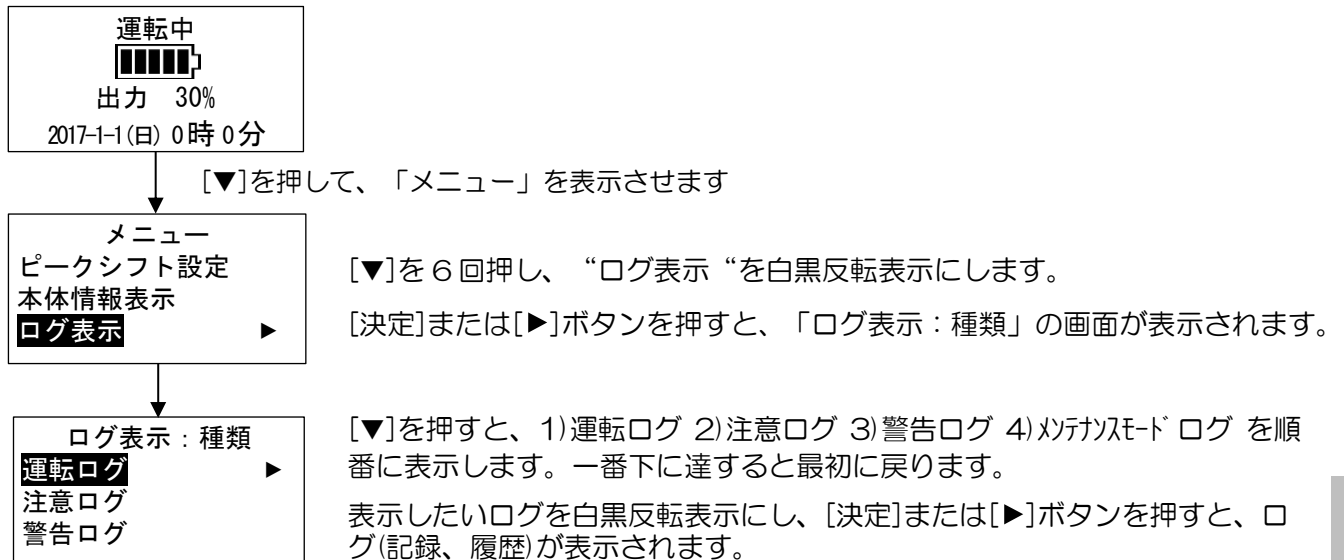 運転中
出力 30%
2017-1-1(日) 0時0分
[▼]を押して、「メニュー」を表示させます
メニュー
ピークシフト設定
本体情報表示
ログ表示 ►
[▼]を6回押し、“ログ表示“を白黒反転表示にします。
[決定]または[►]ボタンを押すと、「ログ表示：種類」の画面が表示されます。
ログ表示：種類
運転ログ ►
注意ログ
警告ログ
[▼]を押すと、1)運転ログ 2)注意ログ 3)警告ログ 4)ﾒﾝﾃﾅﾝｽﾓｰﾄﾞログ を順
番に表示します。一番下に達すると最初に戻ります。
表示したいログを白黒反転表示にし、[決定]または[►]ボタンを押すと、ロ
グ(記録、履歴)が表示されます。